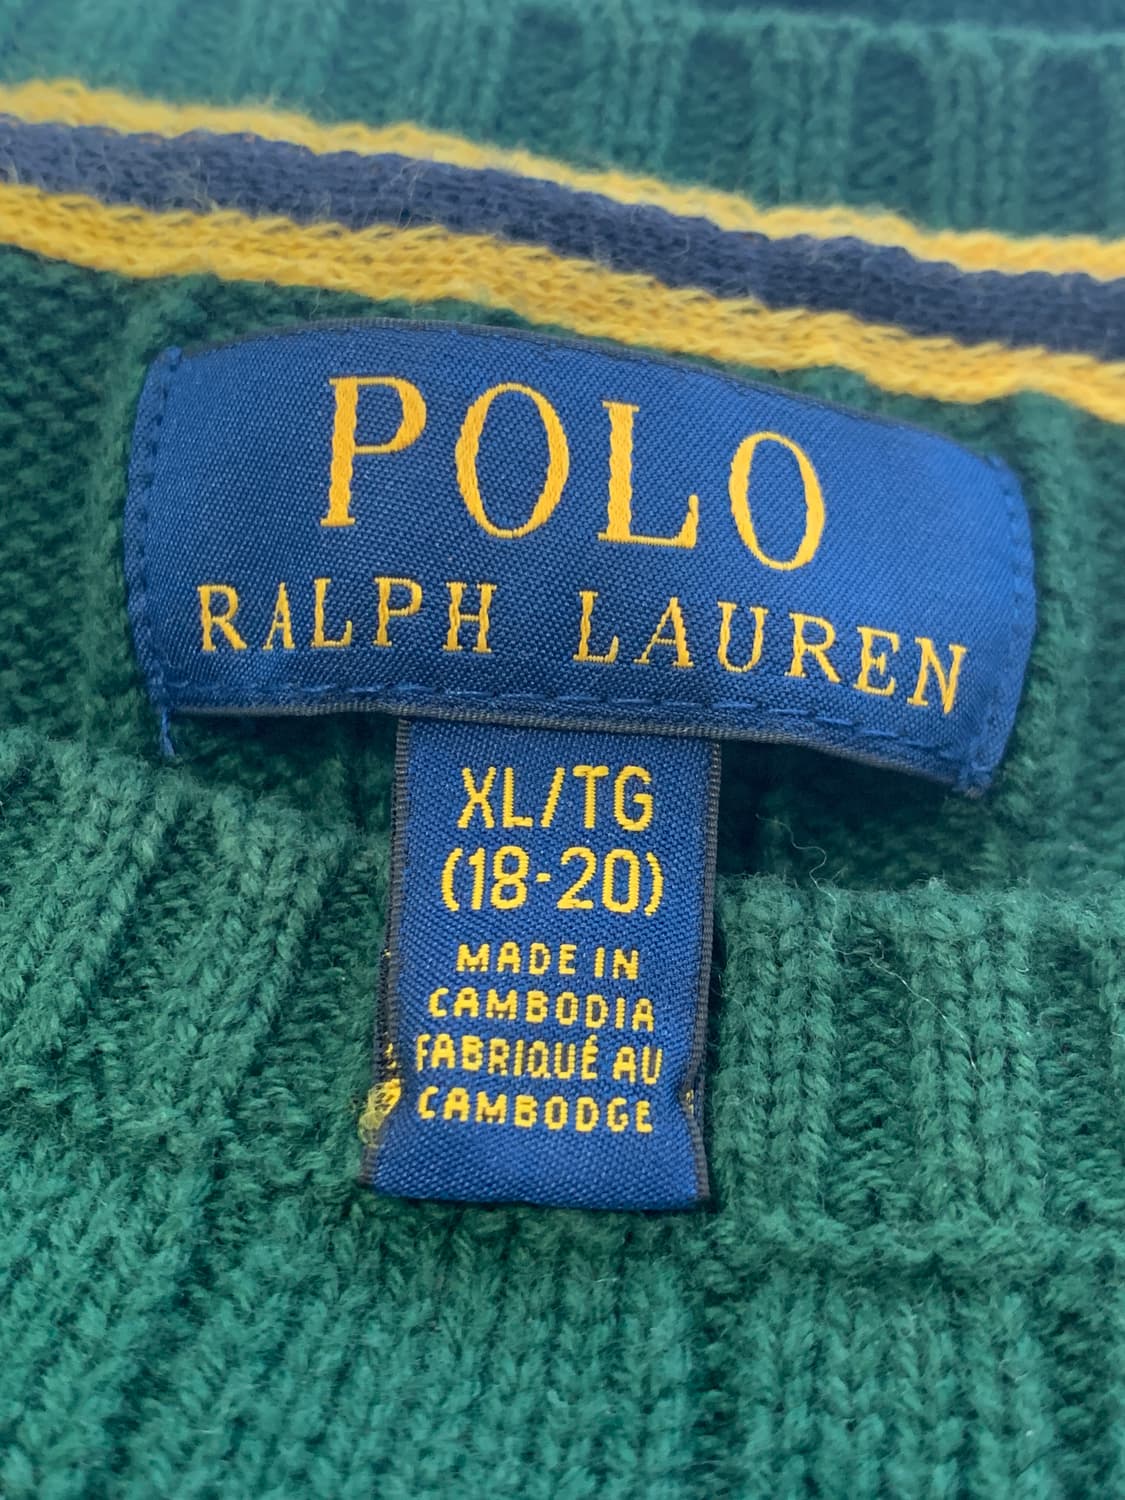 POLO
RALPH LAUREN
XL/TG
(18-20)
MADE IN
CAMBODIA
FABRIQUÉ AU
CAMBODGE